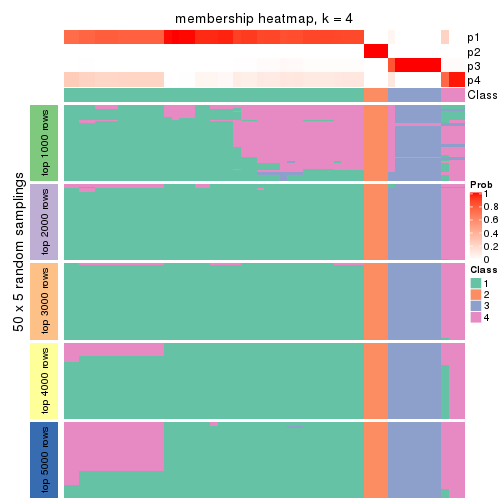 membership heatmap, k = 4
p1
p2
p3
p4
Class
50 x 5 random samplings
top 1000 rows
top 2000 rows
top 3000 rows
top 4000 rows
top 5000 rows
Prob
1
0.8
0.6
0.4
0.2
0
Class
1
2
3
4